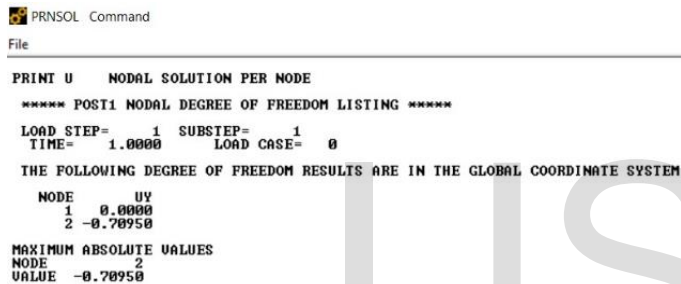 PRNSOL Command
File
PRINT U NODAL SOLUTION PER NODE
***** POST1 NODAL DEGREE OF FREEDOM LISTING *****
LOAD STEP= 1 SUBSTEP= 1
TIME= 1.0000 LOAD CASE= 0
THE FOLLOWING DEGREE OF FREEDOM RESULTS ARE IN THE GLOBAL COORDINATE SYSTEM
NODE UY
1 0.0000
2 -0.70950
MAXIMUM ABSOLUTE VALUES
NODE 2
VALUE -0.70950